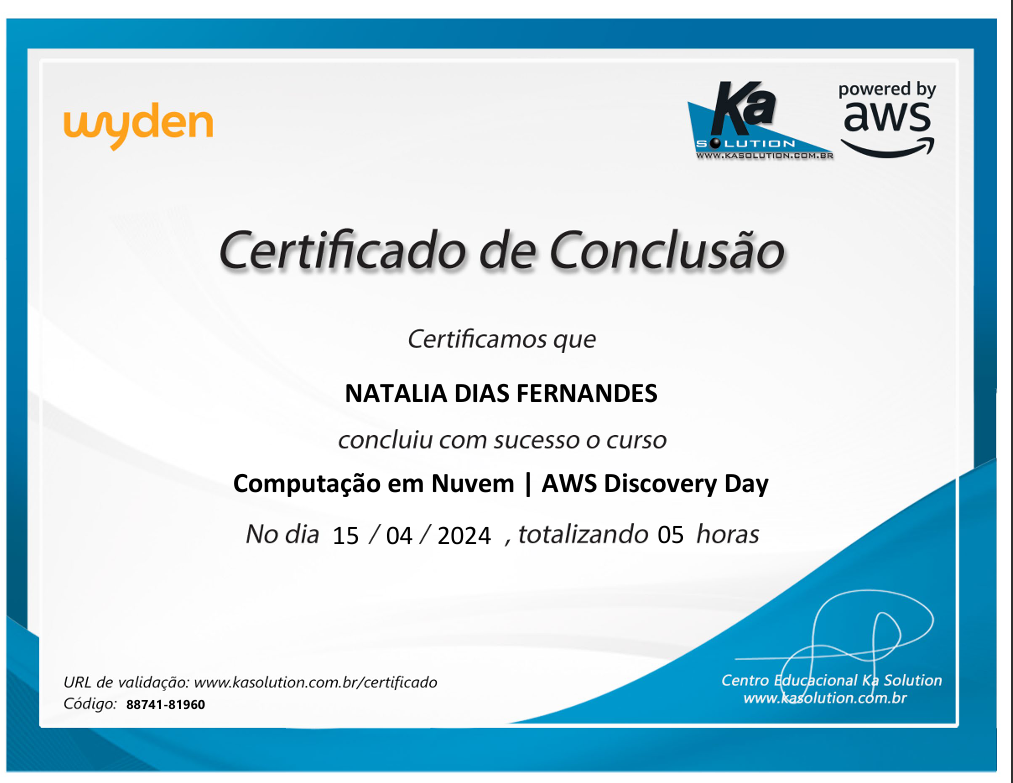 wyden
Ka
SOLUTION
WWW.KASOLUTION.COM.BR
powered by
aws
Certificado de Conclusão
Certificamos que
NATALIA DIAS FERNANDES
concluiu com sucesso o curso
Computação em Nuvem | AWS Discovery Day
No dia 15 / 04 / 2024 , totalizando 05 horas
URL de validação: www.kasolution.com.br/certificado
Código: 88741-81960
Centro Educacional Ka Solution
www.kasolution.com.br